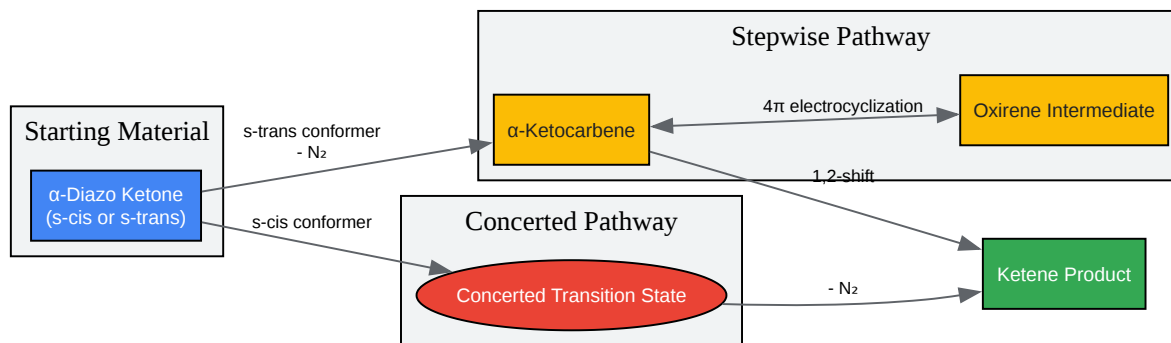 Starting Material
α-Diazo Ketone
(s-cis or s-trans)
s-trans conformer
- N₂
s-cis conformer
Stepwise Pathway
α-Ketocarbene
4π electrocyclization
Oxirene Intermediate
1,2-shift
Concerted Pathway
Concerted Transition State
- N₂
Ketene Product